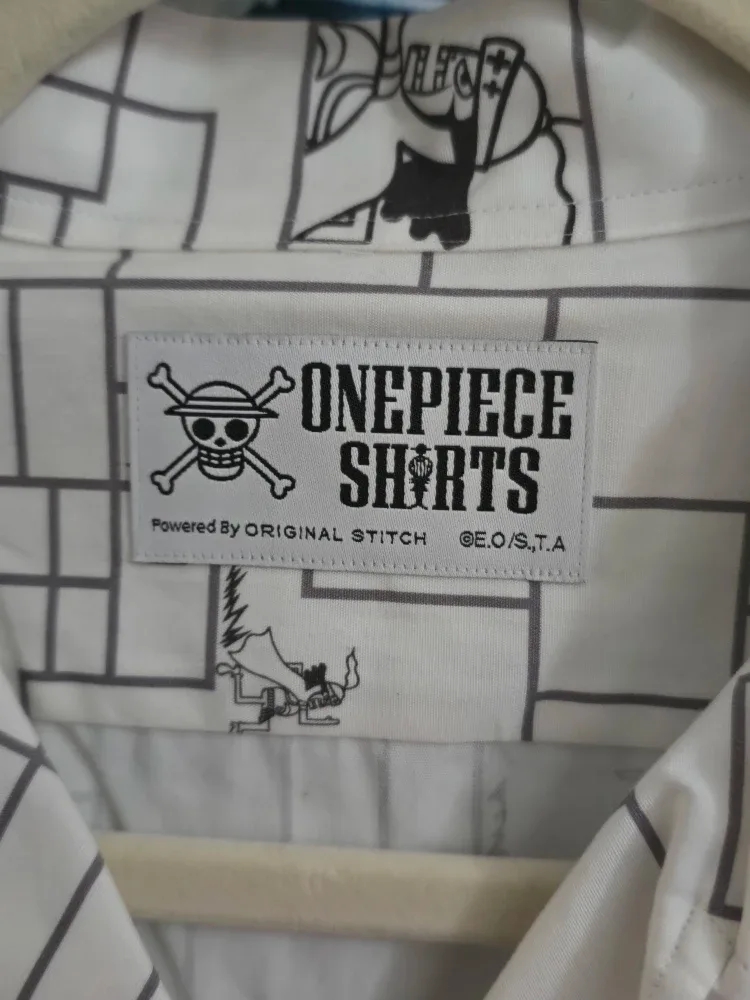 ONEPIECE
SHIRTS
Powered By ORIGINAL STITCH ©E.O/S.,T.A